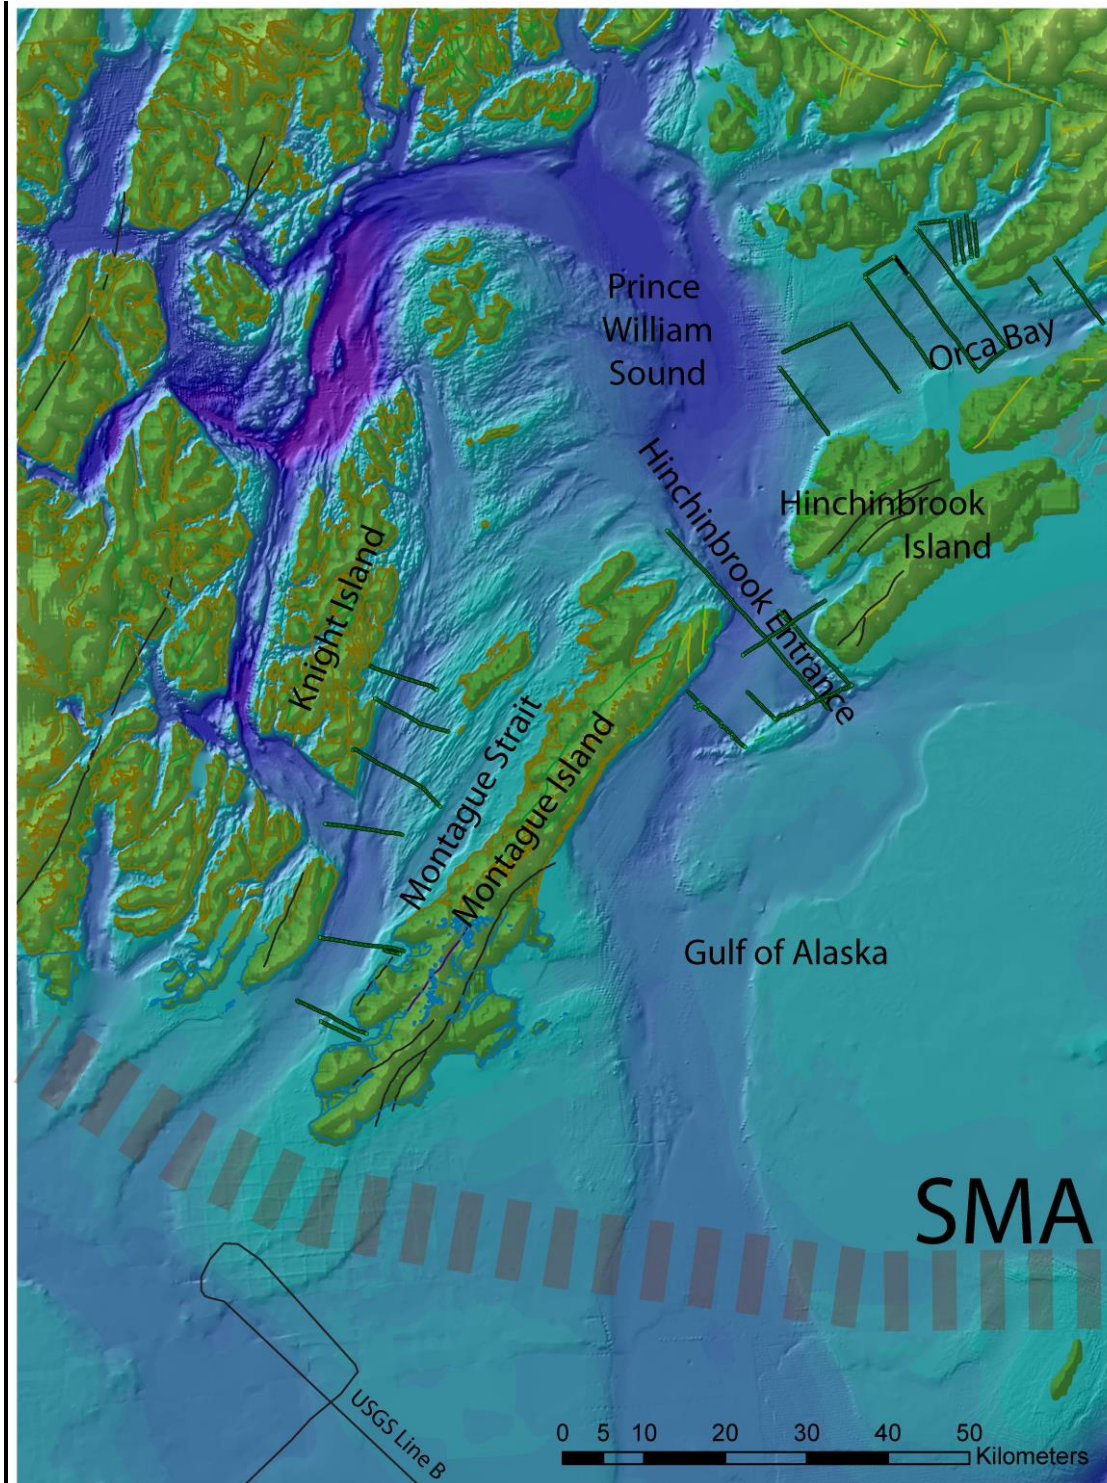 Prince
William
Sound
Orca Bay
Hinchinbrook Entrance
Hinchinbrook
Island
Knight Island
Montague Strait
Montague Island
Gulf of Alaska
SMA
USGS Line B
0 5 10 20 30 40 50
Kilometers